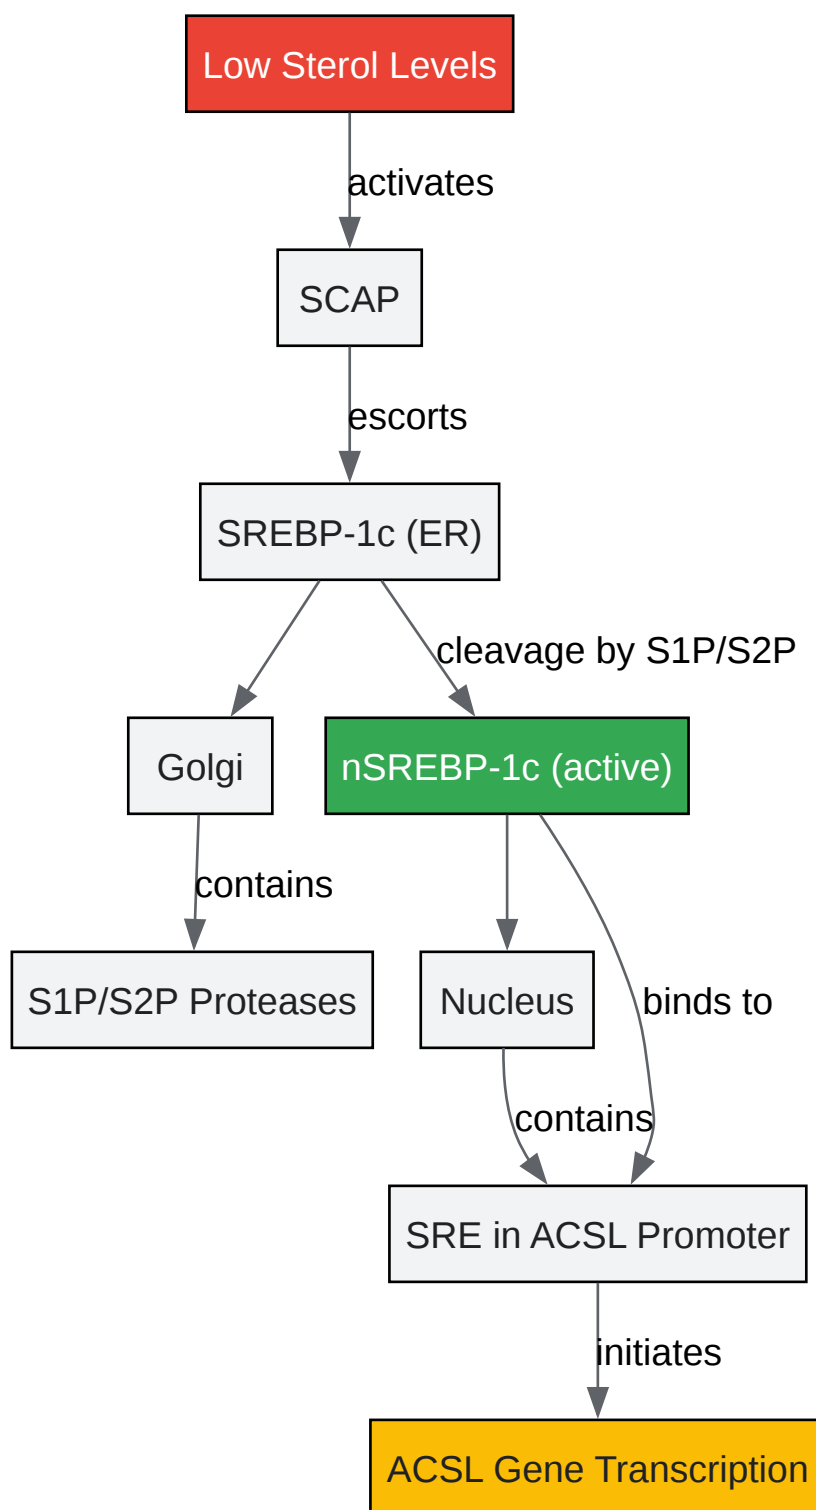 Low Sterol Levels
activates
SCAP
escorts
SREBP-1c (ER)
cleavage by S1P/S2P
Golgi
nSREBP-1c (active)
contains
S1P/S2P Proteases
Nucleus
binds to
contains
SRE in ACSL Promoter
initiates
ACSL Gene Transcription